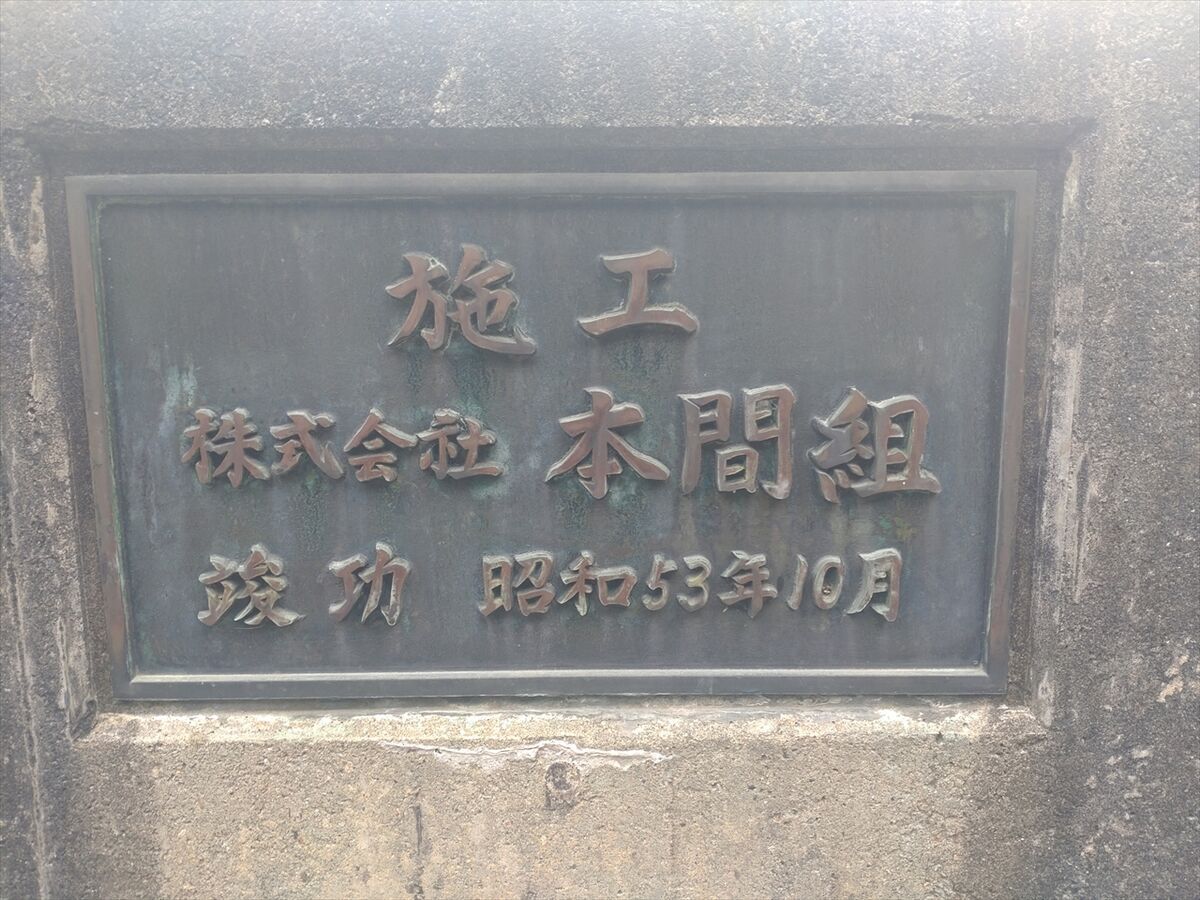 施工
株式会社 本間組
竣功 昭和53年10月